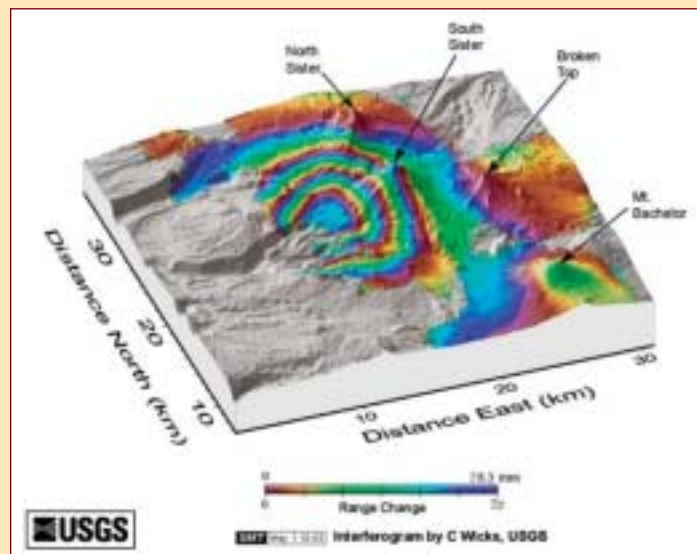 North
Sister
South
Sister
Broken
Top
Mt.
Bachelor
30
20
10
Distance North (km)
10
20
30
Distance East (km)
0
28.3 mm
0
Range Change
USGS
Interferogram by C Wicks, USGS